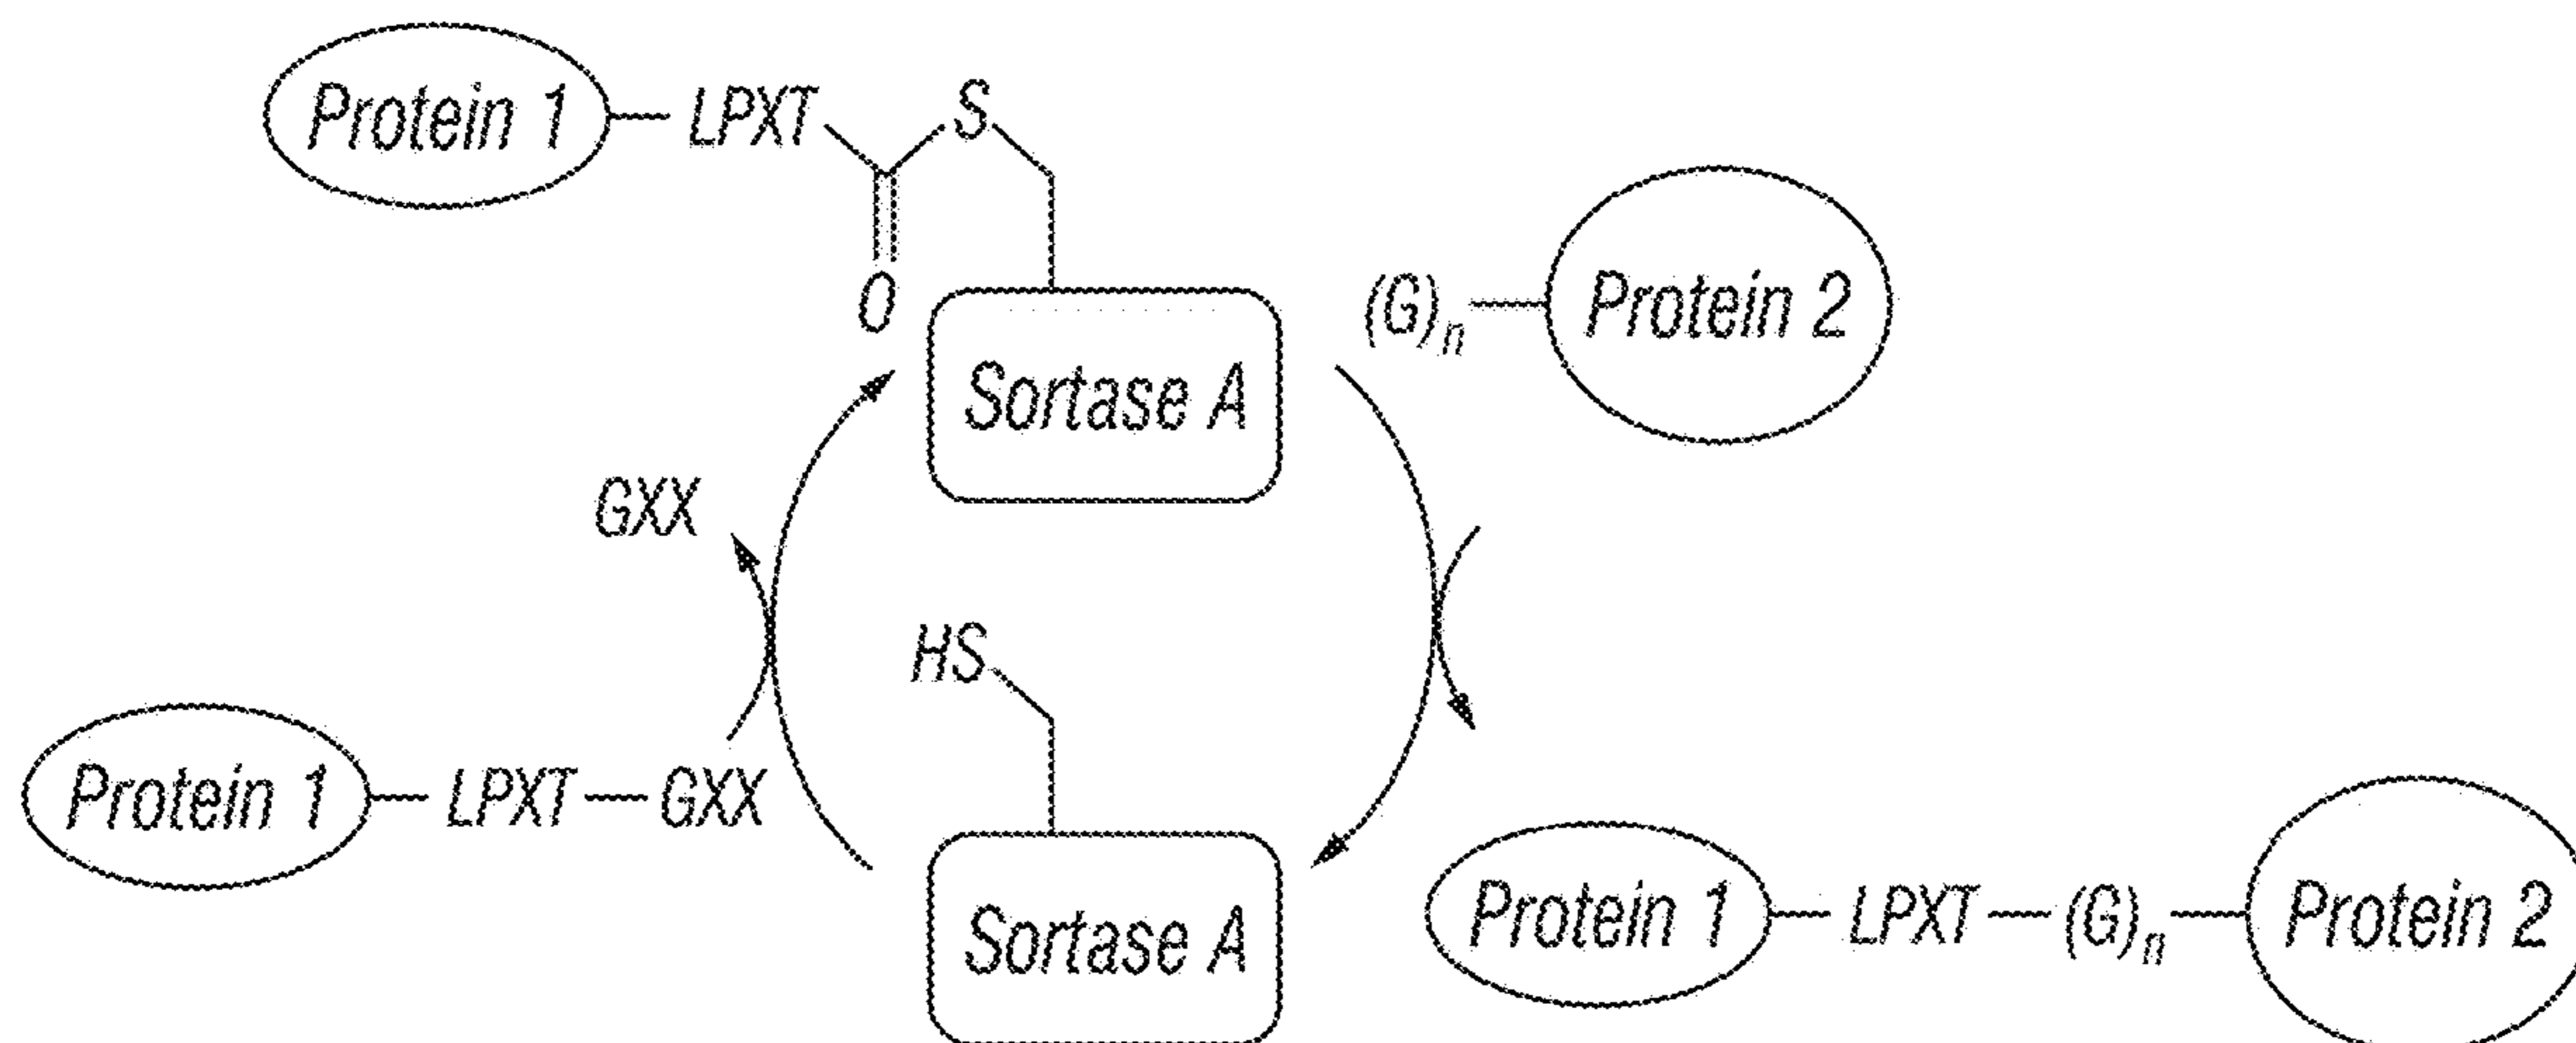 Protein 1 — LPXT
S
O
Sortase A
(G)n — Protein 2
GXX
HS
Protein 1 — LPXT — GXX
Sortase A
Protein 1 — LPXT — (G)n — Protein 2